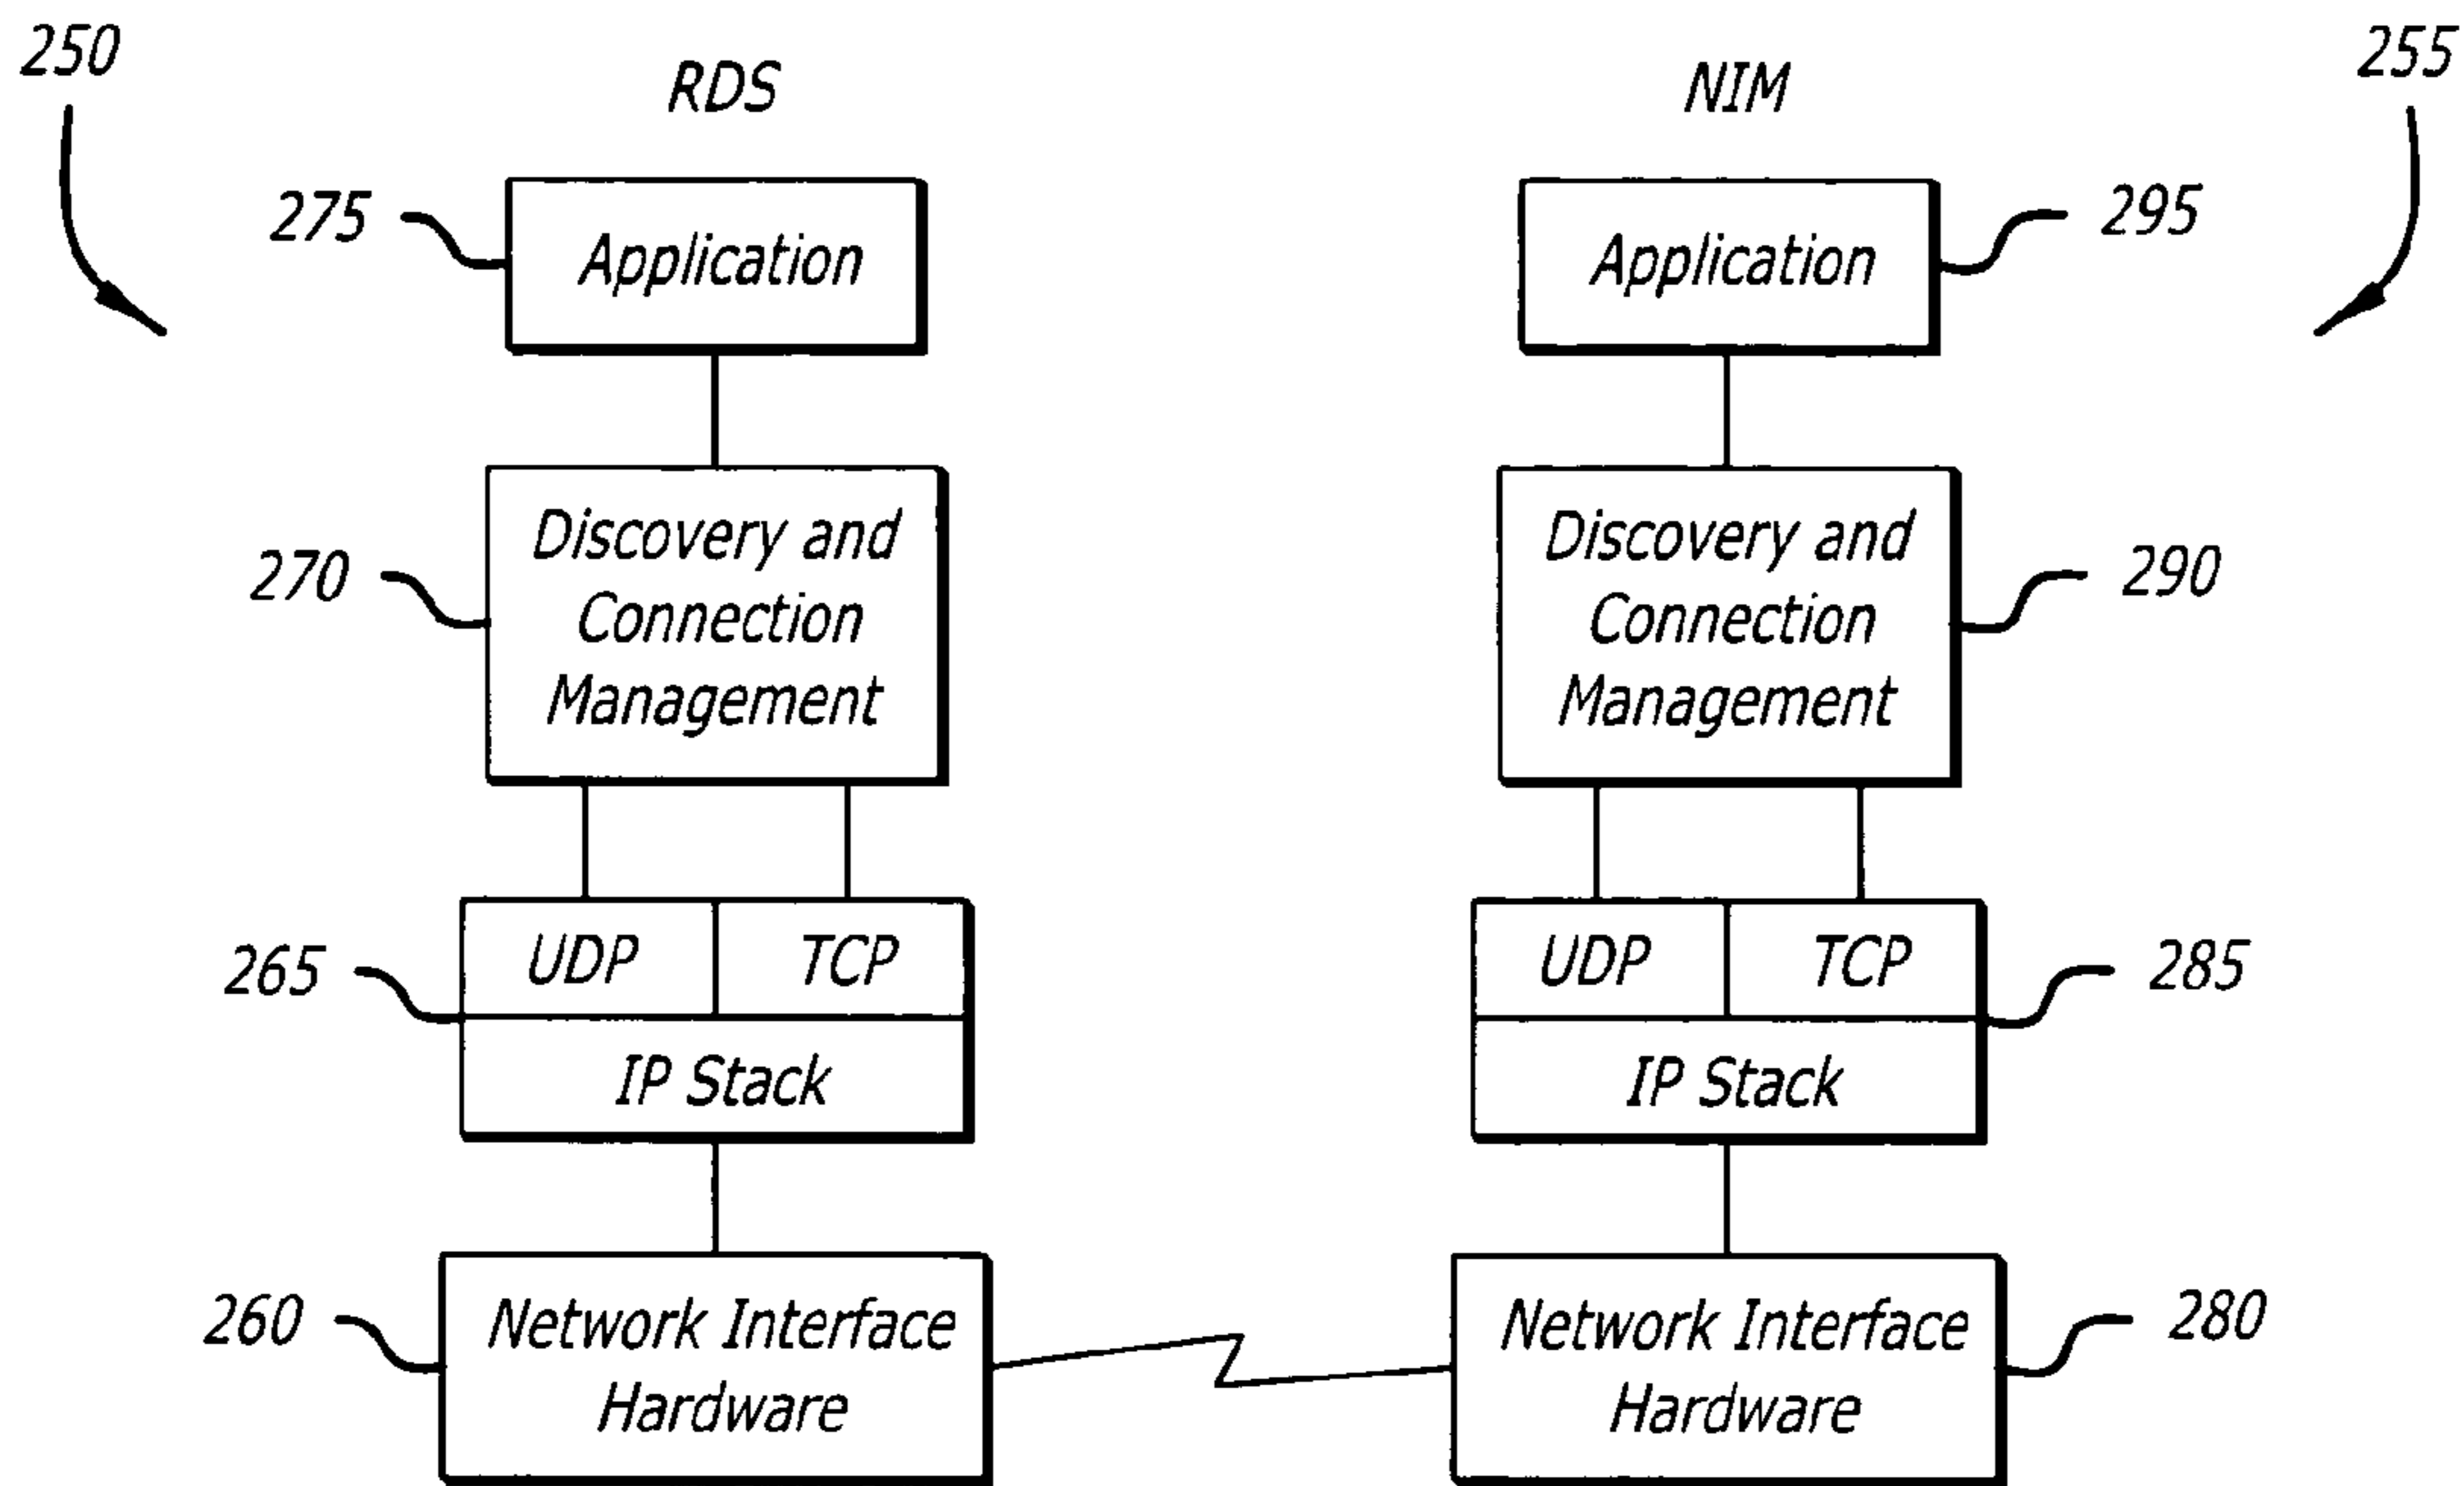 250
RDS
NIM
255
275
Application
Application
295
270
Discovery and
Connection
Management
Discovery and
Connection
Management
290
265
UDP
TCP
IP Stack
UDP
TCP
IP Stack
285
260
Network Interface
Hardware
Network Interface
Hardware
280